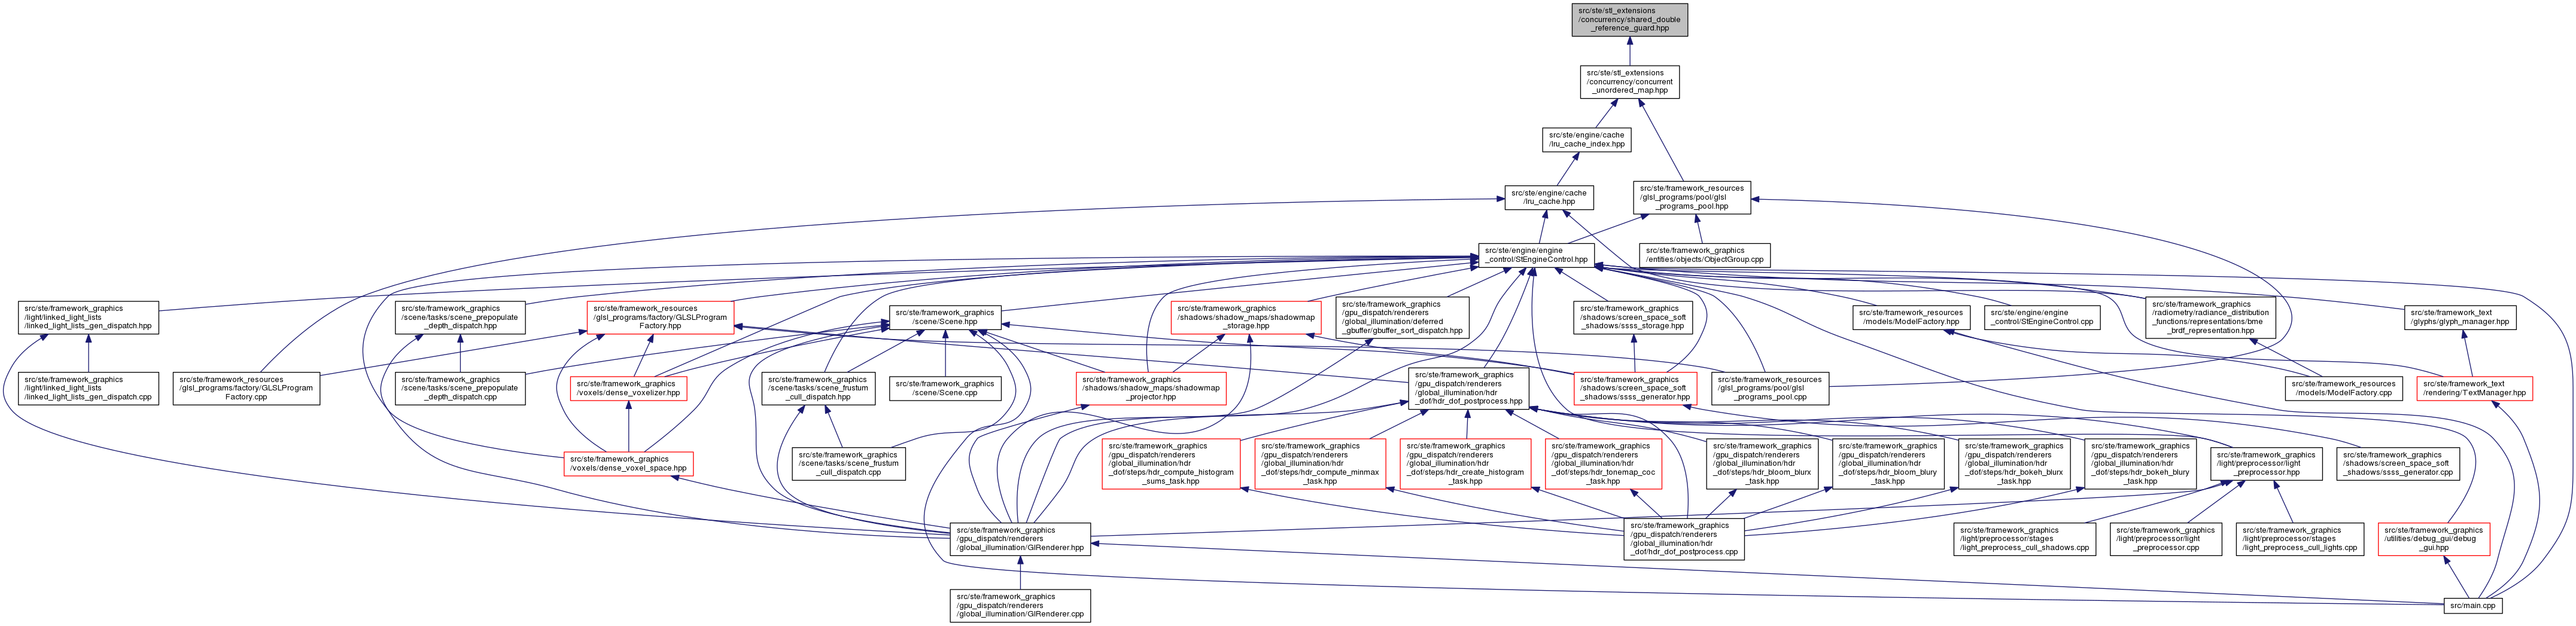 src/ste/stl_extensions
/concurrency/shared_double
_reference_guard.hpp
src/ste/stl_extensions
/concurrency/concurrent
_unordered_map.hpp
src/ste/engine/cache
/lru_cache_index.hpp
src/ste/engine/cache
/lru_cache.hpp
src/ste/framework_resources
/glsl_programs/pool/glsl
_programs_pool.hpp
src/ste/engine/engine
_control/StEngineControl.hpp
src/ste/framework_graphics
/entities/objects/ObjectGroup.cpp
src/ste/framework_graphics
/light/linked_light_lists
/linked_light_lists_gen_dispatch.hpp
src/ste/framework_graphics
/scene/tasks/scene_prepopulate
_depth_dispatch.hpp
src/ste/framework_resources
/glsl_programs/factory/GLSLProgram
Factory.hpp
src/ste/framework_graphics
/scene/Scene.hpp
src/ste/framework_graphics
/shadows/shadow_maps/shadowmap
_storage.hpp
src/ste/framework_graphics
/gpu_dispatch/renderers
/global_illumination/deferred
_gbuffer/gbuffer_sort_dispatch.hpp
src/ste/framework_graphics
/shadows/screen_space_soft
_shadows/ssss_storage.hpp
src/ste/framework_resources
/models/ModelFactory.hpp
src/ste/engine/engine
_control/StEngineControl.cpp
src/ste/framework_graphics
/radiometry/radiance_distribution
_functions/representations/bme
_brdf_representation.hpp
src/ste/framework_text
/glyphs/glyph_manager.hpp
src/ste/framework_graphics
/light/linked_light_lists
/linked_light_lists_gen_dispatch.cpp
src/ste/framework_resources
/glsl_programs/factory/GLSLProgram
Factory.cpp
src/ste/framework_graphics
/scene/tasks/scene_prepopulate
_depth_dispatch.cpp
src/ste/framework_graphics
/voxels/dense_voxelizer.hpp
src/ste/framework_graphics
/scene/tasks/scene_frustum
_cull_dispatch.hpp
src/ste/framework_graphics
/scene/Scene.cpp
src/ste/framework_graphics
/shadows/shadow_maps/shadowmap
_projector.hpp
src/ste/framework_graphics
/gpu_dispatch/renderers
/global_illumination/hdr
_dof/hdr_dof_postprocess.hpp
src/ste/framework_graphics
/shadows/screen_space_soft
_shadows/ssss_generator.hpp
src/ste/framework_resources
/glsl_programs/pool/glsl
_programs_pool.cpp
src/ste/framework_resources
/models/ModelFactory.cpp
src/ste/framework_text
/rendering/TextManager.hpp
src/ste/framework_graphics
/voxels/dense_voxel_space.hpp
src/ste/framework_graphics
/scene/tasks/scene_frustum
_cull_dispatch.cpp
src/ste/framework_graphics
/gpu_dispatch/renderers
/global_illumination/hdr
_dof/steps/hdr_compute_histogram
_sums_task.hpp
src/ste/framework_graphics
/gpu_dispatch/renderers
/global_illumination/hdr
_dof/steps/hdr_compute_minmax
_task.hpp
src/ste/framework_graphics
/gpu_dispatch/renderers
/global_illumination/hdr
_dof/steps/hdr_create_histogram
_task.hpp
src/ste/framework_graphics
/gpu_dispatch/renderers
/global_illumination/hdr
_dof/steps/hdr_tonemap_coc
_task.hpp
src/ste/framework_graphics
/gpu_dispatch/renderers
/global_illumination/hdr
_dof/steps/hdr_bloom_blurx
_task.hpp
src/ste/framework_graphics
/gpu_dispatch/renderers
/global_illumination/hdr
_dof/steps/hdr_bloom_blury
_task.hpp
src/ste/framework_graphics
/gpu_dispatch/renderers
/global_illumination/hdr
_dof/steps/hdr_bokeh_blurx
_task.hpp
src/ste/framework_graphics
/gpu_dispatch/renderers
/global_illumination/hdr
_dof/steps/hdr_bokeh_blury
_task.hpp
src/ste/framework_graphics
/light/preprocessor/light
_preprocessor.hpp
src/ste/framework_graphics
/shadows/screen_space_soft
_shadows/ssss_generator.cpp
src/ste/framework_graphics
/gpu_dispatch/renderers
/global_illumination/GIRenderer.hpp
src/ste/framework_graphics
/gpu_dispatch/renderers
/global_illumination/hdr
_dof/hdr_dof_postprocess.cpp
src/ste/framework_graphics
/light/preprocessor/stages
/light_preprocess_cull_shadows.cpp
src/ste/framework_graphics
/light/preprocessor/light
_preprocessor.cpp
src/ste/framework_graphics
/light/preprocessor/stages
/light_preprocess_cull_lights.cpp
src/ste/framework_graphics
/utilities/debug_gui/debug
_gui.hpp
src/ste/framework_graphics
/gpu_dispatch/renderers
/global_illumination/GIRenderer.cpp
src/main.cpp